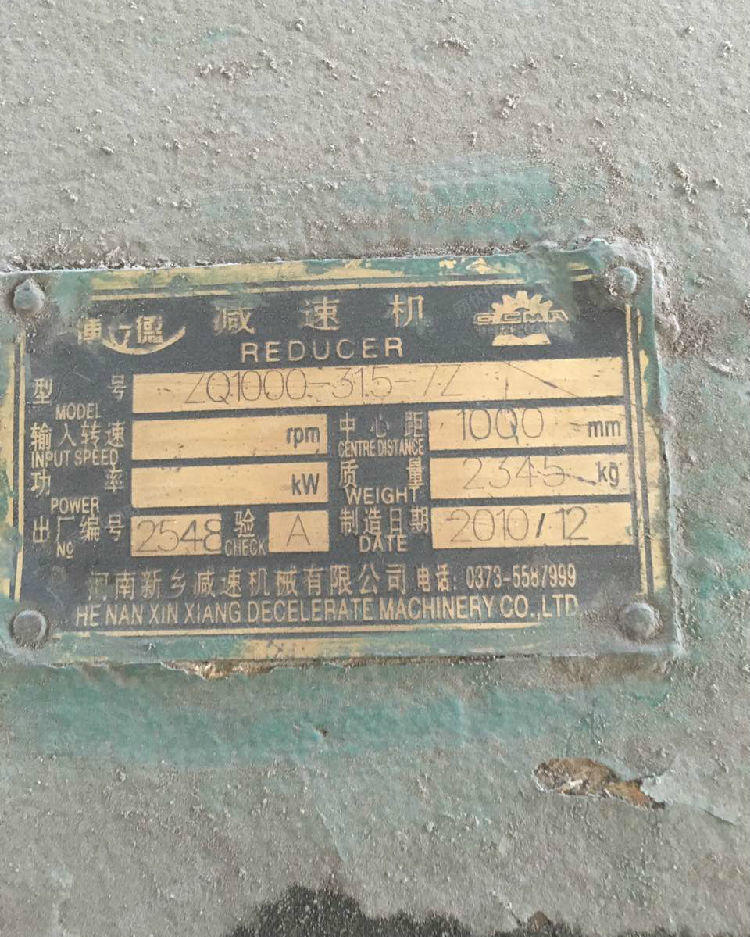 减速机
REDUCER
型号 MODEL ZQ1000-31.5-7Z
输入转速 INPUT SPEED rpm 中心距 CENTRE DISTANCE 1000 mm
功率 POWER kW 质量 WEIGHT 2345 kg
出厂编号 No 2548 验 CHECK A 制造日期 DATE 2010/12
河南新乡减速机械有限公司 电话: 0373-5587999
HE NAN XIN XIANG DECELERATE MACHINERY CO., LTD